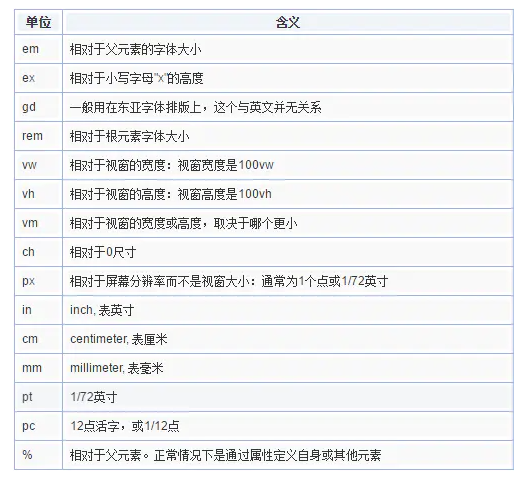 单位 含义
em 相对于父元素的字体大小
ex 相对于小写字母"x"的高度
gd 一般用在东亚字体排版上，这个与英文并无关系
rem 相对于根元素字体大小
vw 相对于视窗的宽度：视窗宽度是100vw
vh 相对于视窗的高度：视窗高度是100vh
vm 相对于视窗的宽度或高度，取决于哪个更小
ch 相对于0尺寸
px 相对于屏幕分辨率而不是视窗大小：通常为1个点或1/72英寸
in inch, 表英寸
cm centimeter, 表厘米
mm millimeter, 表毫米
pt 1/72英寸
pc 12点活字，或1/12点
% 相对于父元素。正常情况下是通过属性定义自身或其他元素